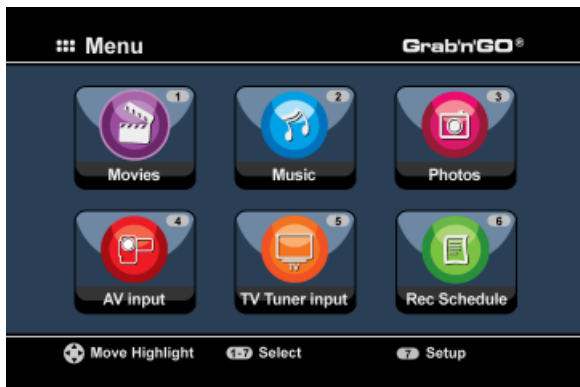 Menu
Grab'n'GO®
1
2
3
Movies
Music
Photos
4
5
6
TV
AV input
TV Tuner input
Rec Schedule
Move Highlight
1-7 Select
7 Setup